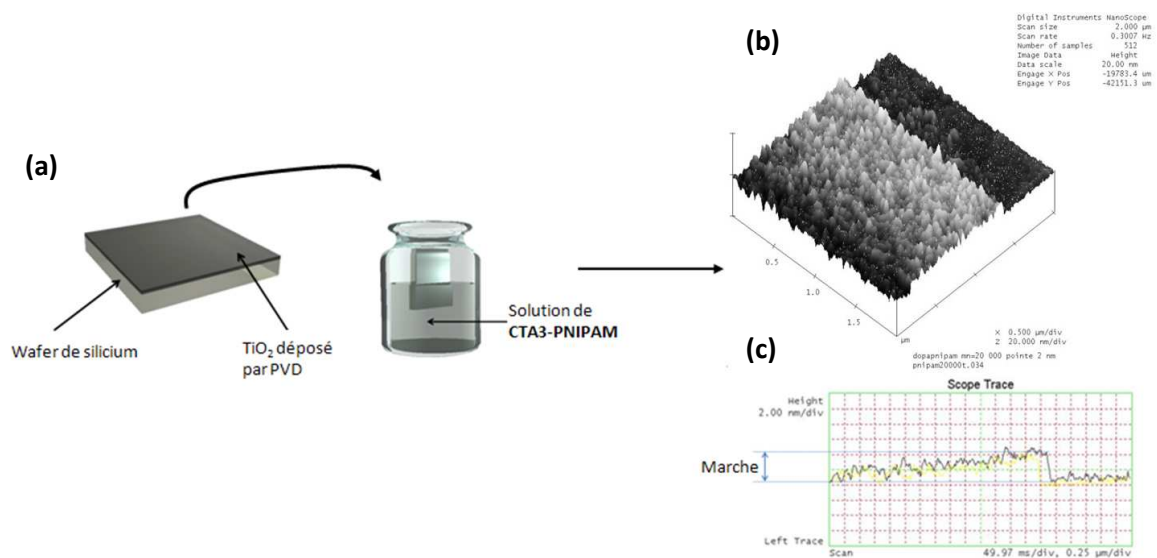 (a)
Wafer de silicium
TiO₂ déposé
par PVD
Solution de
CTA3-PNIPAM
(b)
Digital Instruments NanoScope
Scan size 2.000 µm
Scan rate 0.3007 Hz
Number of samples 512
Image Data Height
Data scale 20.00 nm
Engage X Pos -19783.4 um
Engage Y Pos -42151.3 um
0.5
1.0
1.5
µm
X 0.500 µm/div
Z 20.000 nm/div
dopapnipam mn=20 000 pointe 2 nm
pnipam20000t.034
(c)
Scope Trace
Height
2.00 nm/div
Marche
Left Trace
Scan 49.97 ms/div, 0.25 µm/div